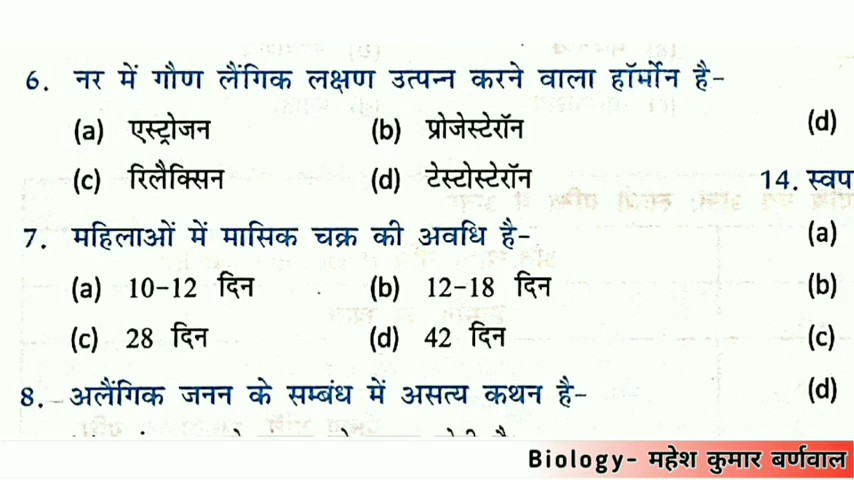 6. नर में गौण लैंगिक लक्षण उत्पन्न करने वाला हॉर्मोन है-
(a) एस्ट्रोजन (b) प्रोजेस्टेरॉन
(c) रिलैक्सिन (d) टेस्टोस्टेरॉन
7. महिलाओं में मासिक चक्र की अवधि है-
(a) 10-12 दिन (b) 12-18 दिन
(c) 28 दिन (d) 42 दिन
8. अलैंगिक जनन के सम्बंध में असत्य कथन है-
(d)
14. स्वप
(a)
(b)
(c)
(d)
Biology- महेश कुमार बर्णवाल